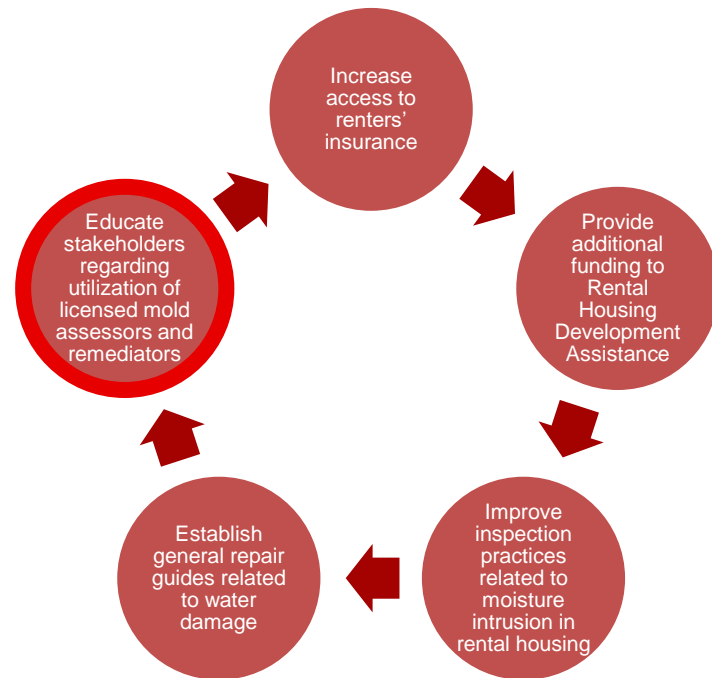 Increase
access to
renters'
insurance
Provide
additional
funding to
Rental
Housing
Development
Assistance
Improve
inspection
practices
related to
moisture
intrusion in
rental housing
Establish
general repair
guides related
to water
damage
Educate
stakeholders
regarding
utilization of
licensed mold
assessors and
remediators